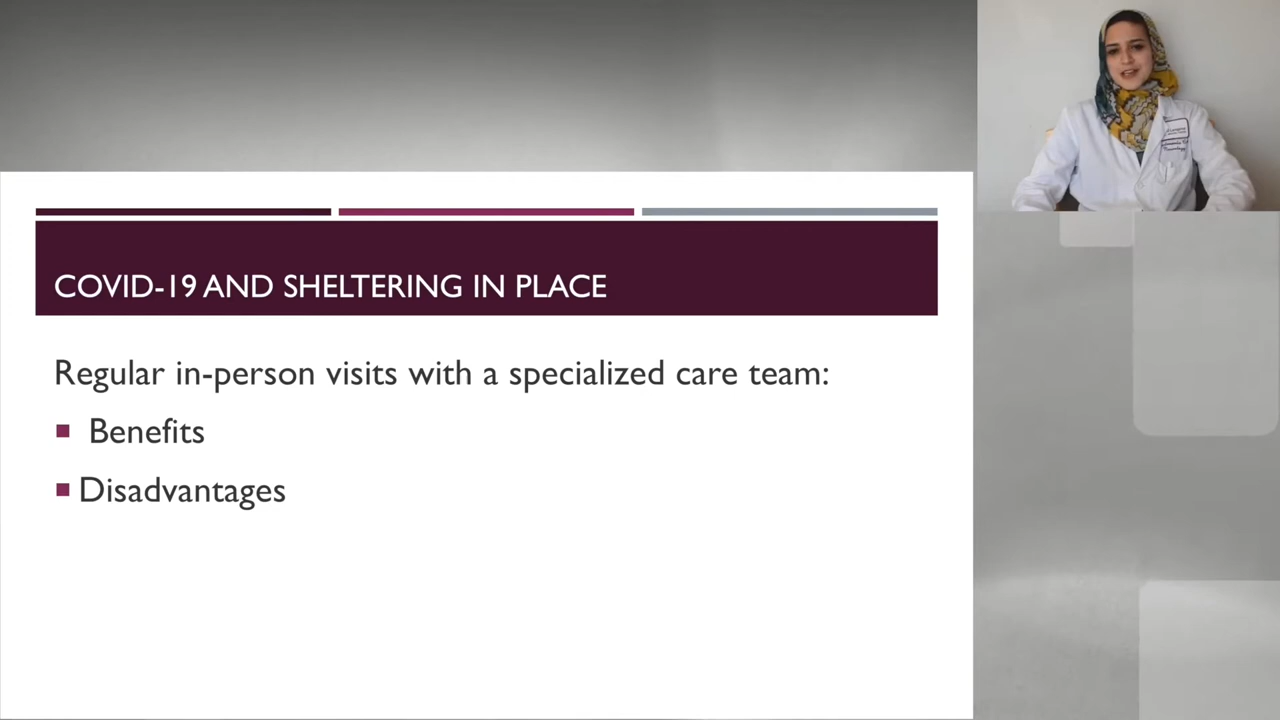 COVID-19 AND SHELTERING IN PLACE
Regular in-person visits with a specialized care team:
Benefits
Disadvantages